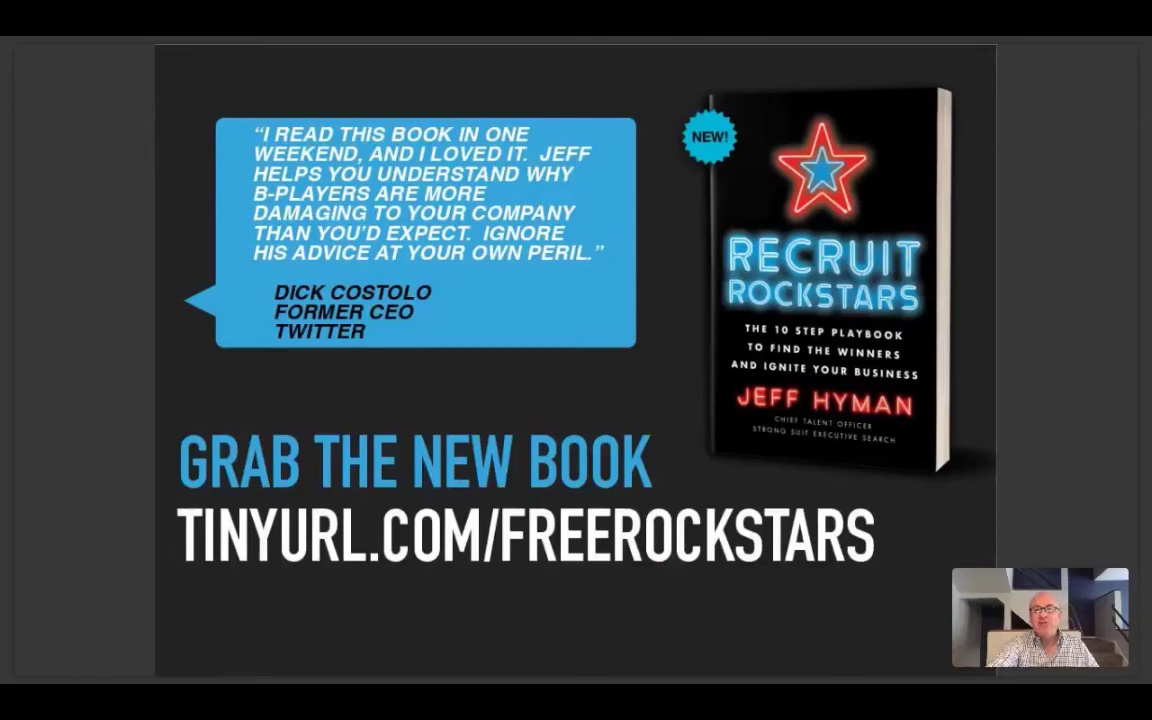 “I READ THIS BOOK IN ONE
WEEKEND, AND I LOVED IT.  JEFF
HELPS YOU UNDERSTAND WHY
B-PLAYERS ARE MORE
DAMAGING TO YOUR COMPANY
THAN YOU’D EXPECT.  IGNORE
HIS ADVICE AT YOUR OWN PERIL.”
DICK COSTOLO
FORMER CEO
TWITTER
NEW!
RECRUIT
ROCKSTARS
THE 10 STEP PLAYBOOK
TO FIND THE WINNERS
AND IGNITE YOUR BUSINESS
JEFF HYMAN
CHIEF TALENT OFFICER
STRONG SUIT EXECUTIVE SEARCH
GRAB THE NEW BOOK
TINYURL.COM/FREEROCKSTARS